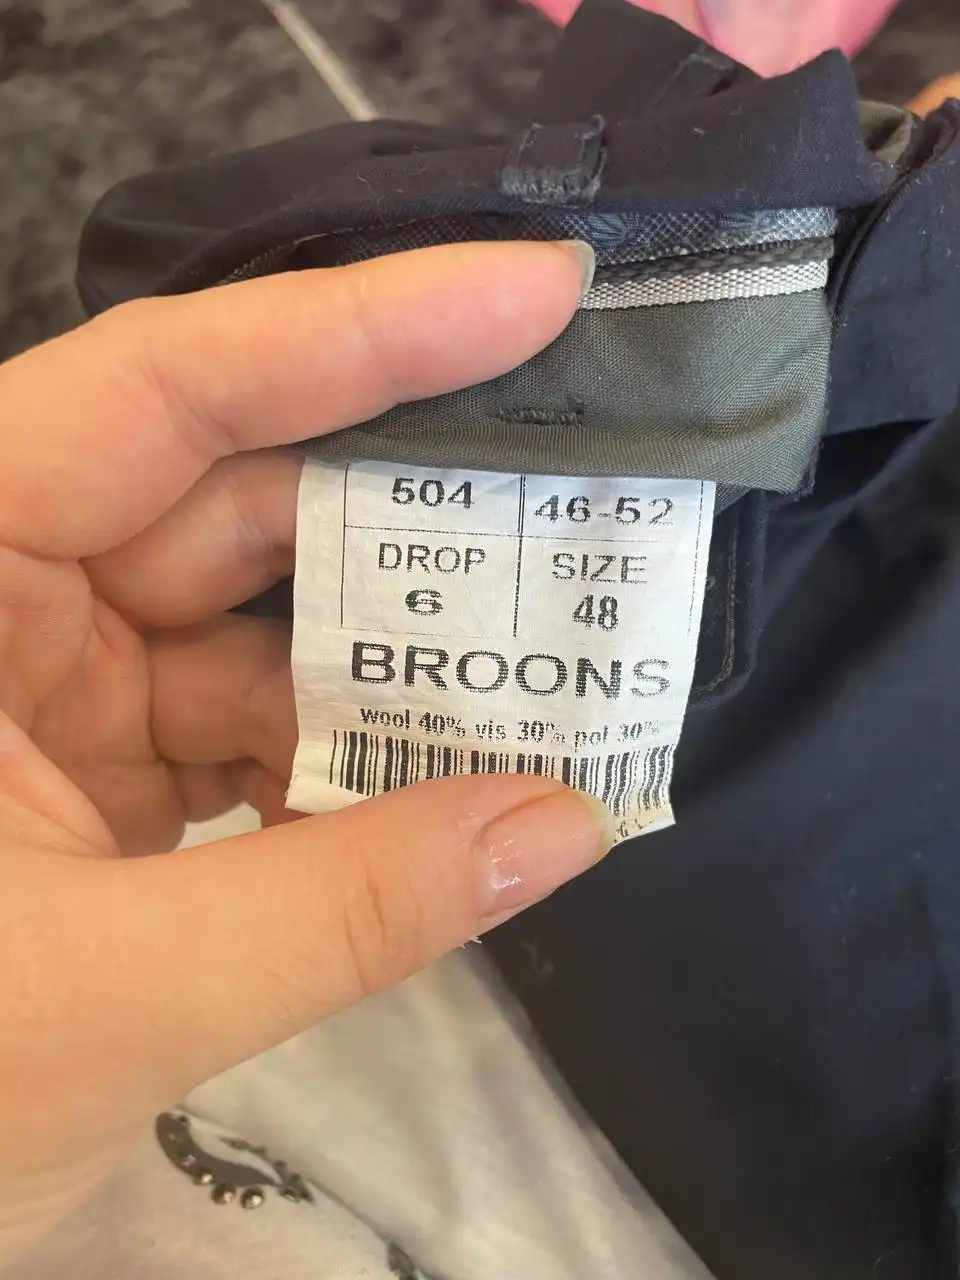 504 46-52
DROP SIZE
6 48
BROONS
wool 40% vis 30% pol 30%